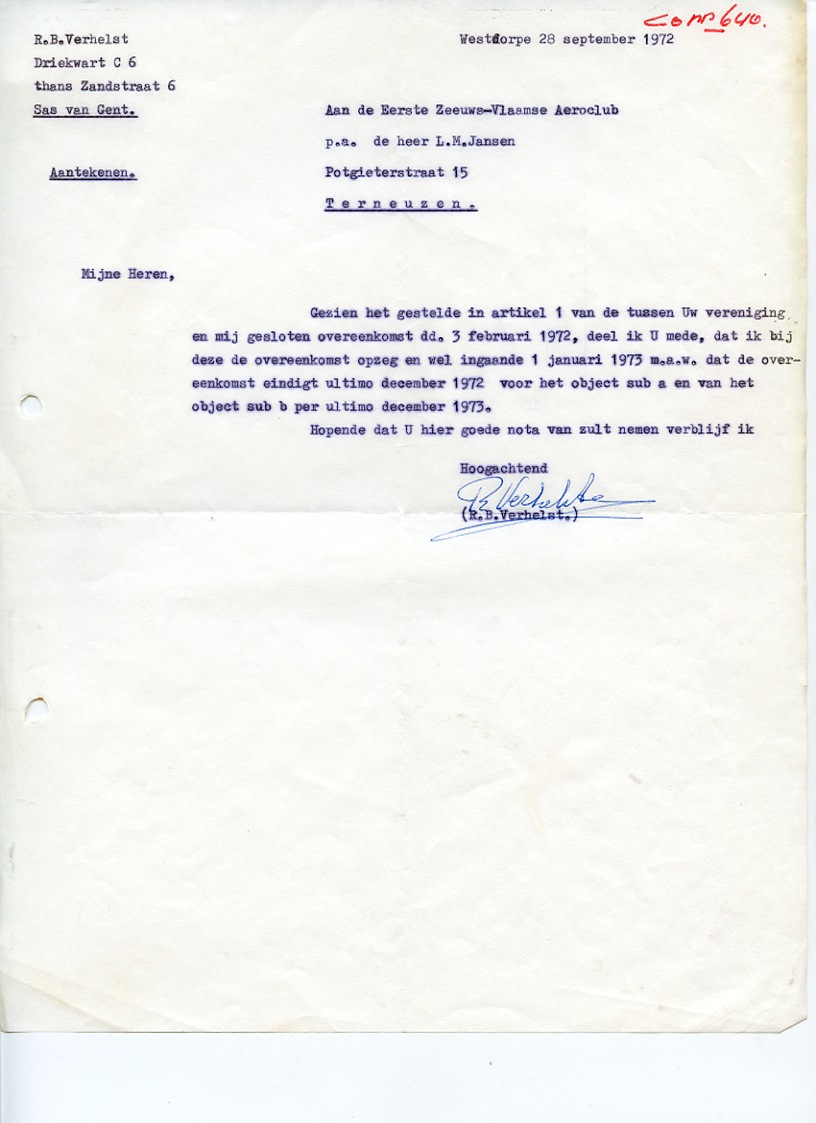 corr 640.
R.B.Verhelst
Westdorpe 28 september 1972
Driekwart C 6
thans Zandstraat 6
Sas van Gent.
Aan de Eerste Zeeuws-Vlaamse Aeroclub
p.a. de heer L.M.Jansen
Aantekenen.
Potgieterstraat 15
Terneuzen.
Mijne Heren,
Gezien het gestelde in artikel 1 van de tussen Uw vereniging
en mij gesloten overeenkomst dd. 3 februari 1972, deel ik U mede, dat ik bij
deze de overeenkomst opzeg en wel ingaande 1 januari 1973 m.a.w. dat de over-
eenkomst eindigt ultimo december 1972 voor het object sub a en van het
object sub b per ultimo december 1973.
Hopende dat U hier goede nota van zult nemen verblijf ik
Hoogachtend
RVerhelst
(R.B.Verhelst.)